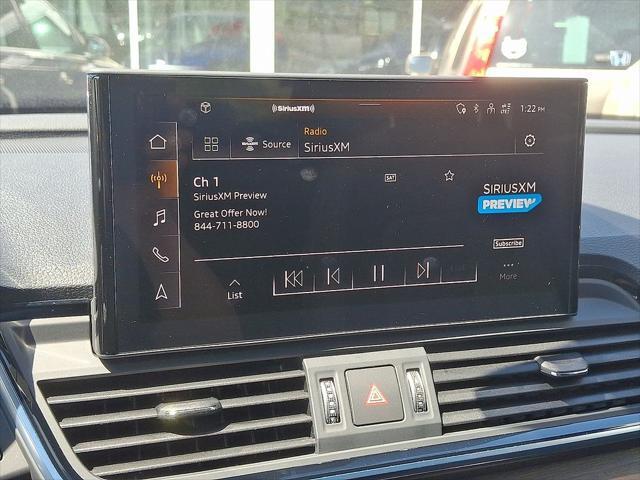 ((SiriusXM))
1:22 PM
Source
Radio
SiriusXM
Ch 1
SAT
SiriusXM Preview
Great Offer Now!
844-711-8800
SIRIUSXM
PREVIEW
Subscribe
List
More